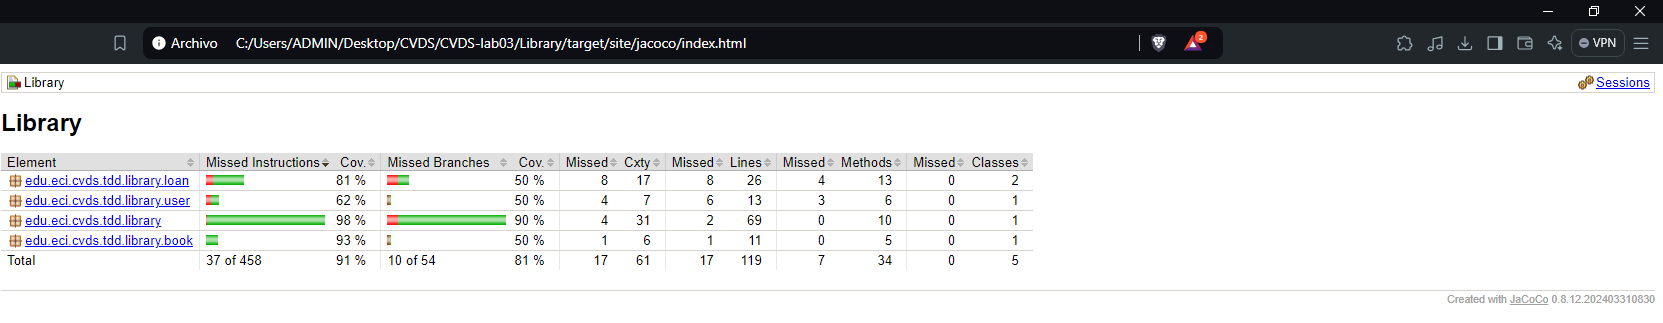 Archivo C:/Users/ADMIN/Desktop/CVDS/CVDS-lab03/Library/target/site/jacoco/index.html 2 VPN
Library Sessions
Library
Element Missed Instructions Cov. Missed Branches Cov. Missed Cxty Missed Lines Missed Methods Missed Classes
edu.eci.cvds.tdd.library.loan 81 % 50 % 8 17 8 26 4 13 0 2
edu.eci.cvds.tdd.library.user 62 % 50 % 4 7 6 13 3 6 0 1
edu.eci.cvds.tdd.library 98 % 90 % 4 31 2 69 0 10 0 1
edu.eci.cvds.tdd.library.book 93 % 50 % 1 6 1 11 0 5 0 1
Total 37 of 458 91 % 10 of 54 81 % 17 61 17 119 7 34 0 5
Created with JaCoCo 0.8.12.202403310830